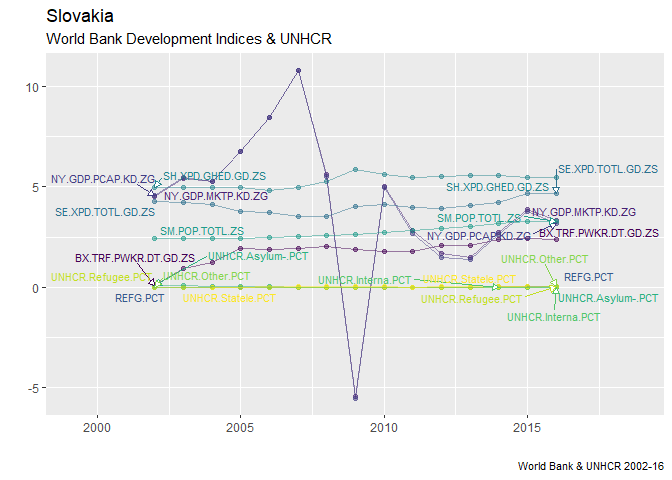 Slovakia
World Bank Development Indices & UNHCR
10
SE.XPD.TOTL.GD.ZS
NY.GDP.PCAP.KD.ZG
SH.XPD.GHED.GD.ZS
SH.XPD.GHED.GD.ZS
5
NY.GDP.MKTP.KD.ZG
SE.XPD.TOTL.GD.ZS
NY.GDP.MKTP.KD.ZG
SM.POP.TOTL.ZS
SM.POP.TOTL.ZS
NY.GDP.PCAP.KD.ZG
BX.TRF.PWKR.DT.GD.ZS
BX.TRF.PWKR.DT.GD.ZS
UNHCR.Asylum-.PCT
UNHCR.Other.PCT
UNHCR.Refugee.PCT
UNHCR.Other.PCT
UNHCR.Interna.PCT
UNHCR.Statele.PCT
REFG.PCT
0
REFG.PCT
UNHCR.Statele.PCT
UNHCR.Refugee.PCT
UNHCR.Asylum-.PCT
UNHCR.Interna.PCT
-5
2000
2005
2010
2015
World Bank & UNHCR 2002-16